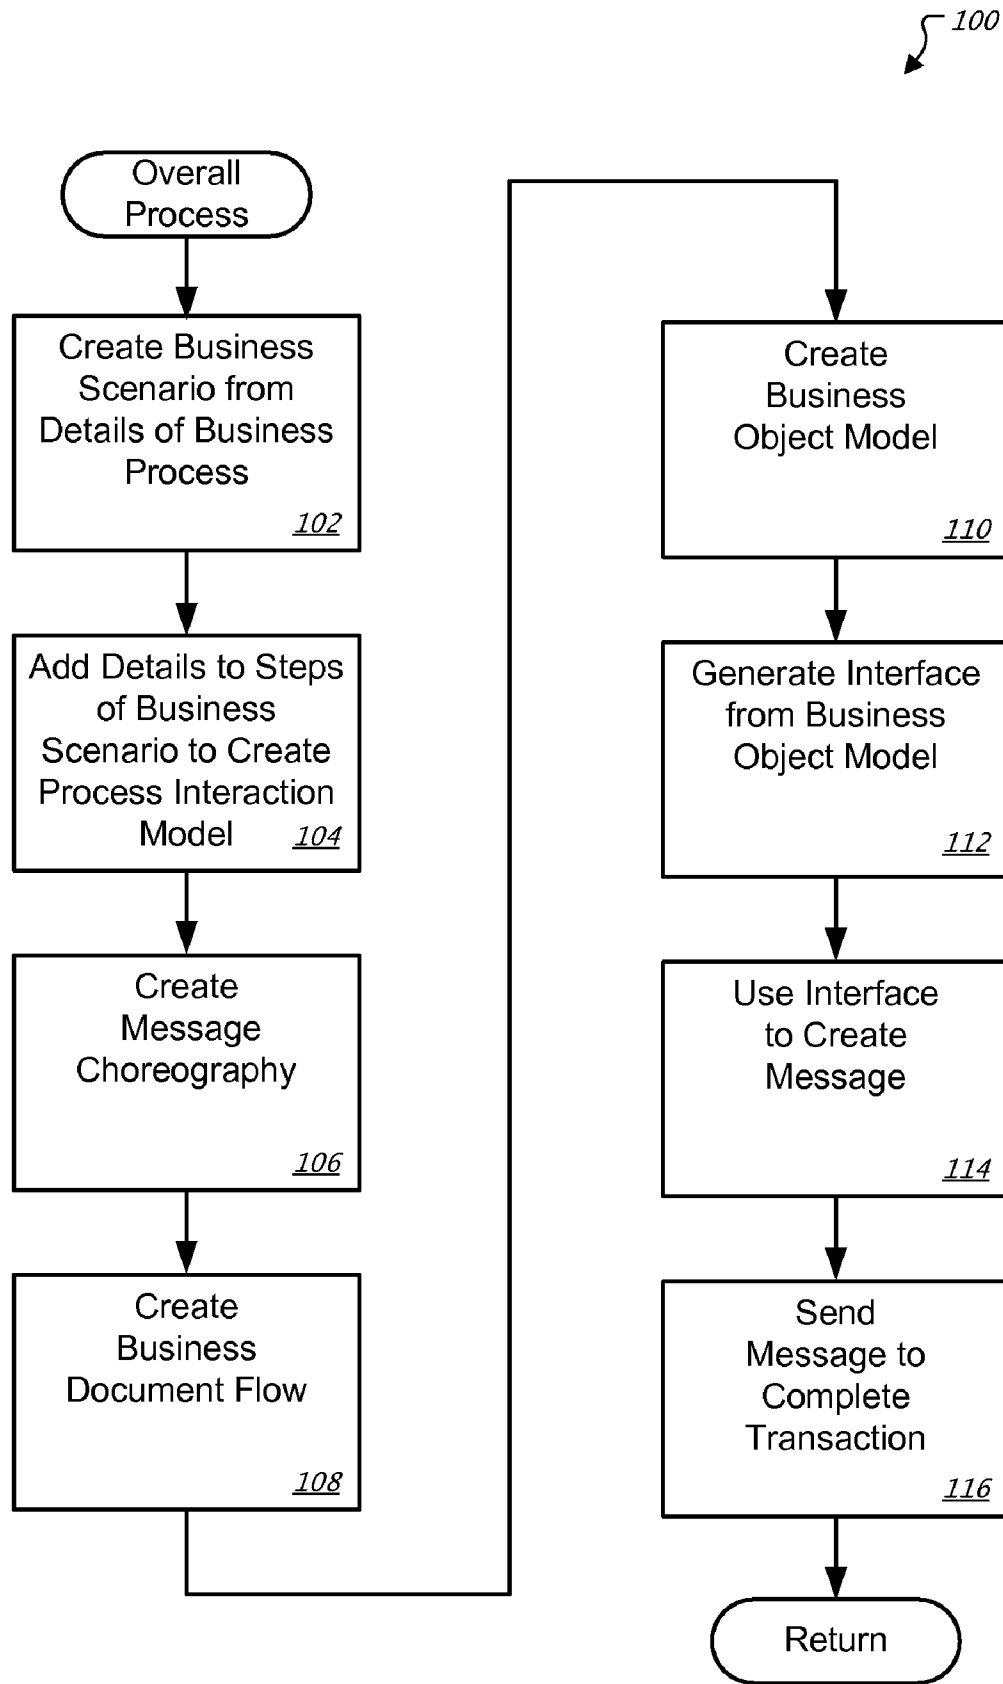 100
Overall
Process
Create Business
Scenario from
Details of Business
Process
102
Add Details to Steps
of Business
Scenario to Create
Process Interaction
Model
104
Create
Message
Choreography
106
Create
Business
Document Flow
108
Create
Business
Object Model
110
Generate Interface
from Business
Object Model
112
Use Interface
to Create
Message
114
Send
Message to
Complete
Transaction
116
Return